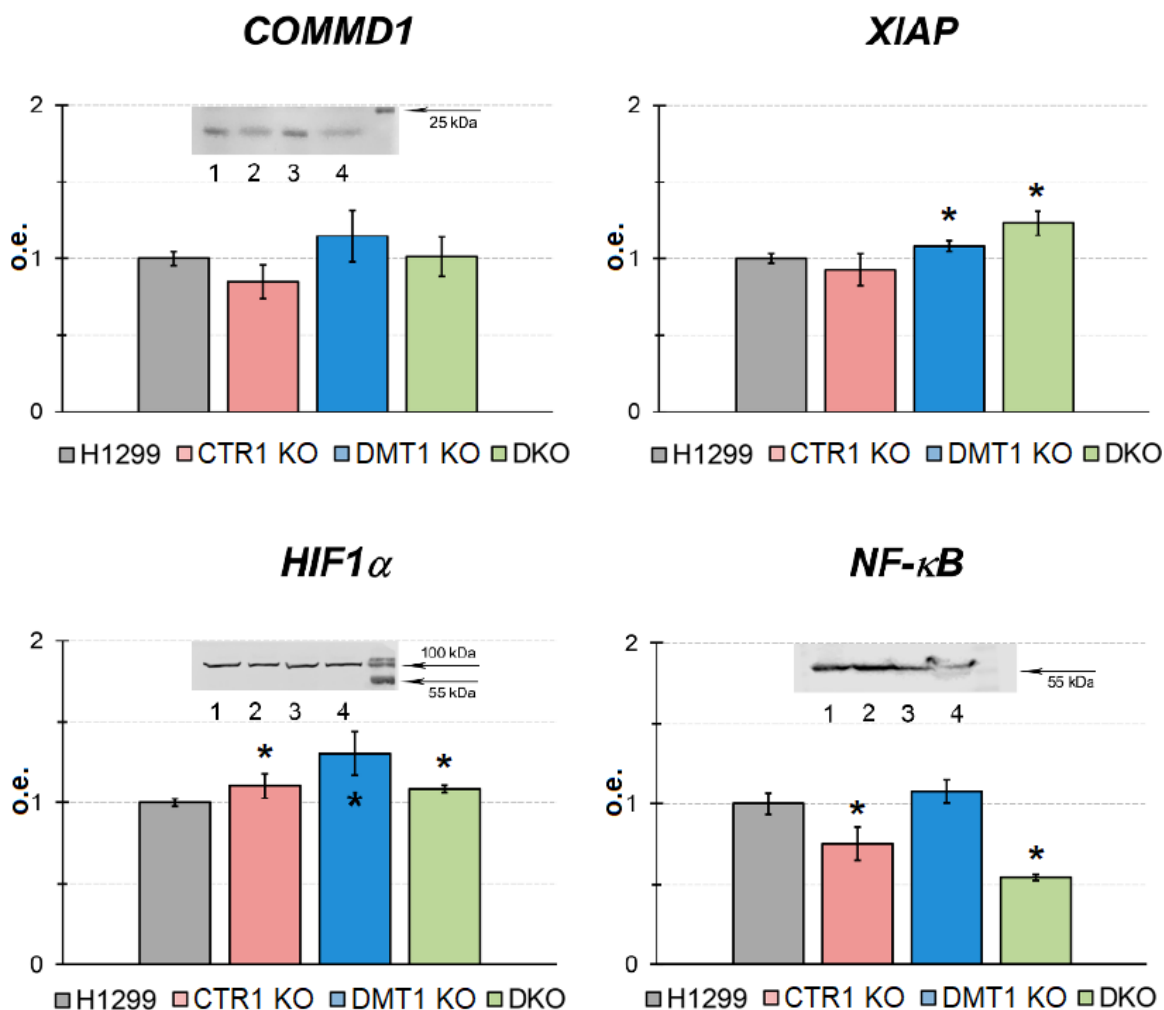 COMMD1
2
25 kDa
1 2 3 4
o.e.
1
0
H1299 CTR1 KO DMT1 KO DKO
XIAP
2
* *
o.e.
1
0
H1299 CTR1 KO DMT1 KO DKO
HIF1α
2
100 kDa
55 kDa
1 2 3 4
* * *
o.e.
1
0
H1299 CTR1 KO DMT1 KO DKO
NF-κB
2
55 kDa
1 2 3 4
o.e.
1
* *
0
H1299 CTR1 KO DMT1 KO DKO